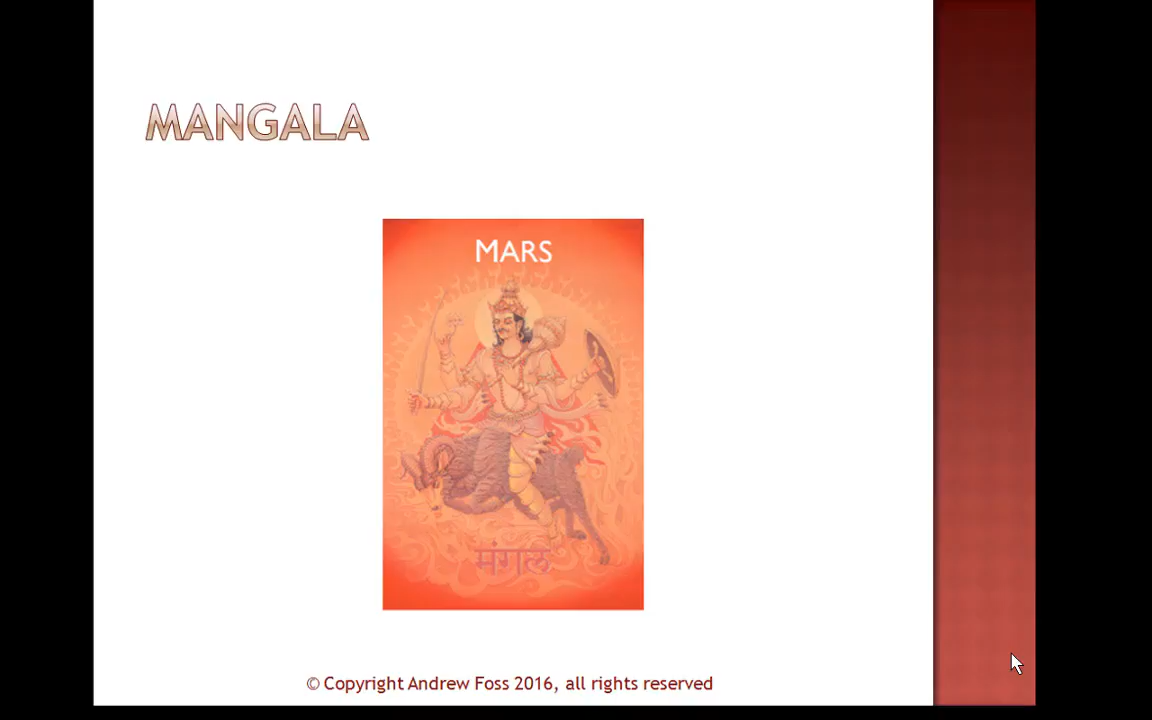 MANGALA
MARS
मंगल
© Copyright Andrew Foss 2016, all rights reserved